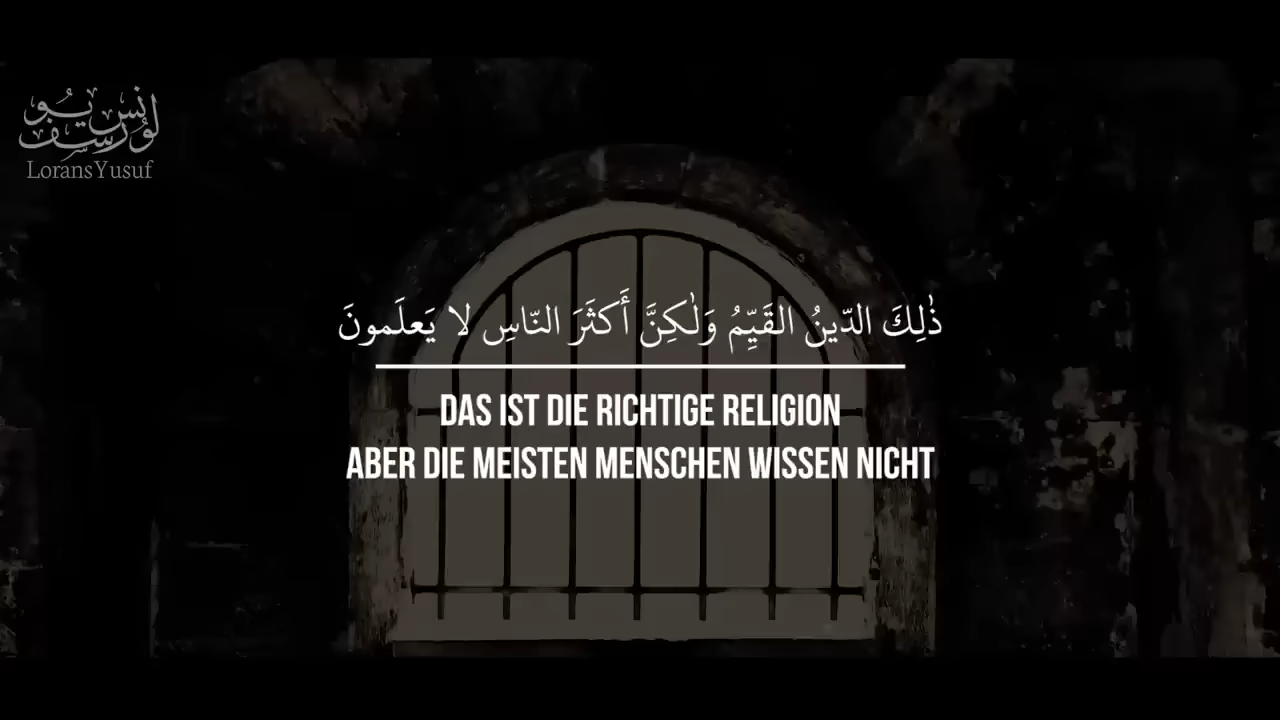 لورنس يوسف
LoransYusuf
ذَٰلِكَ الدّينُ القَيِّمُ وَلٰكِنَّ أَكثَرَ النّاسِ لا يَعلَمونَ
DAS IST DIE RICHTIGE RELIGION
ABER DIE MEISTEN MENSCHEN WISSEN NICHT